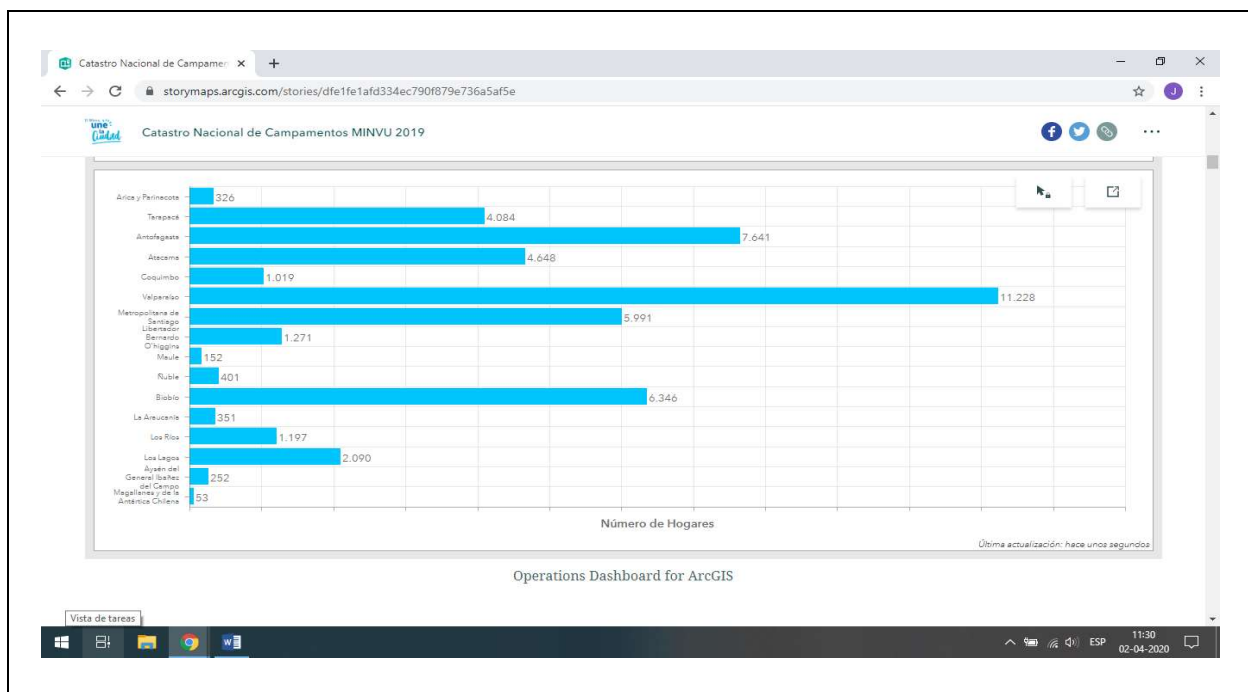 Catastro Nacional de Campamen
storymaps.arcgis.com/stories/dfe1fe1afd334ec790f879e736a5af5e
J
une
la
Ciudad
Catastro Nacional de Campamentos MINVU 2019
Arica y Parinacota
326
Tarapacá
4.084
Antofagasta
7.641
Atacama
4.648
Coquimbo
1.019
Valparaíso
11.228
Metropolitana de
Santiago
5.991
Libertador
Bernardo
O'higgins
1.271
Maule
152
Ñuble
401
Biobío
6.346
La Araucanía
351
Los Ríos
1.197
Los Lagos
2.090
Aysén del
General Ibañez
del Campo
252
Magallanes y de la
Antártica Chilena
53
Número de Hogares
Última actualización: hace unos segundos
Operations Dashboard for ArcGIS
Vista de tareas
ESP
11:30
02-04-2020